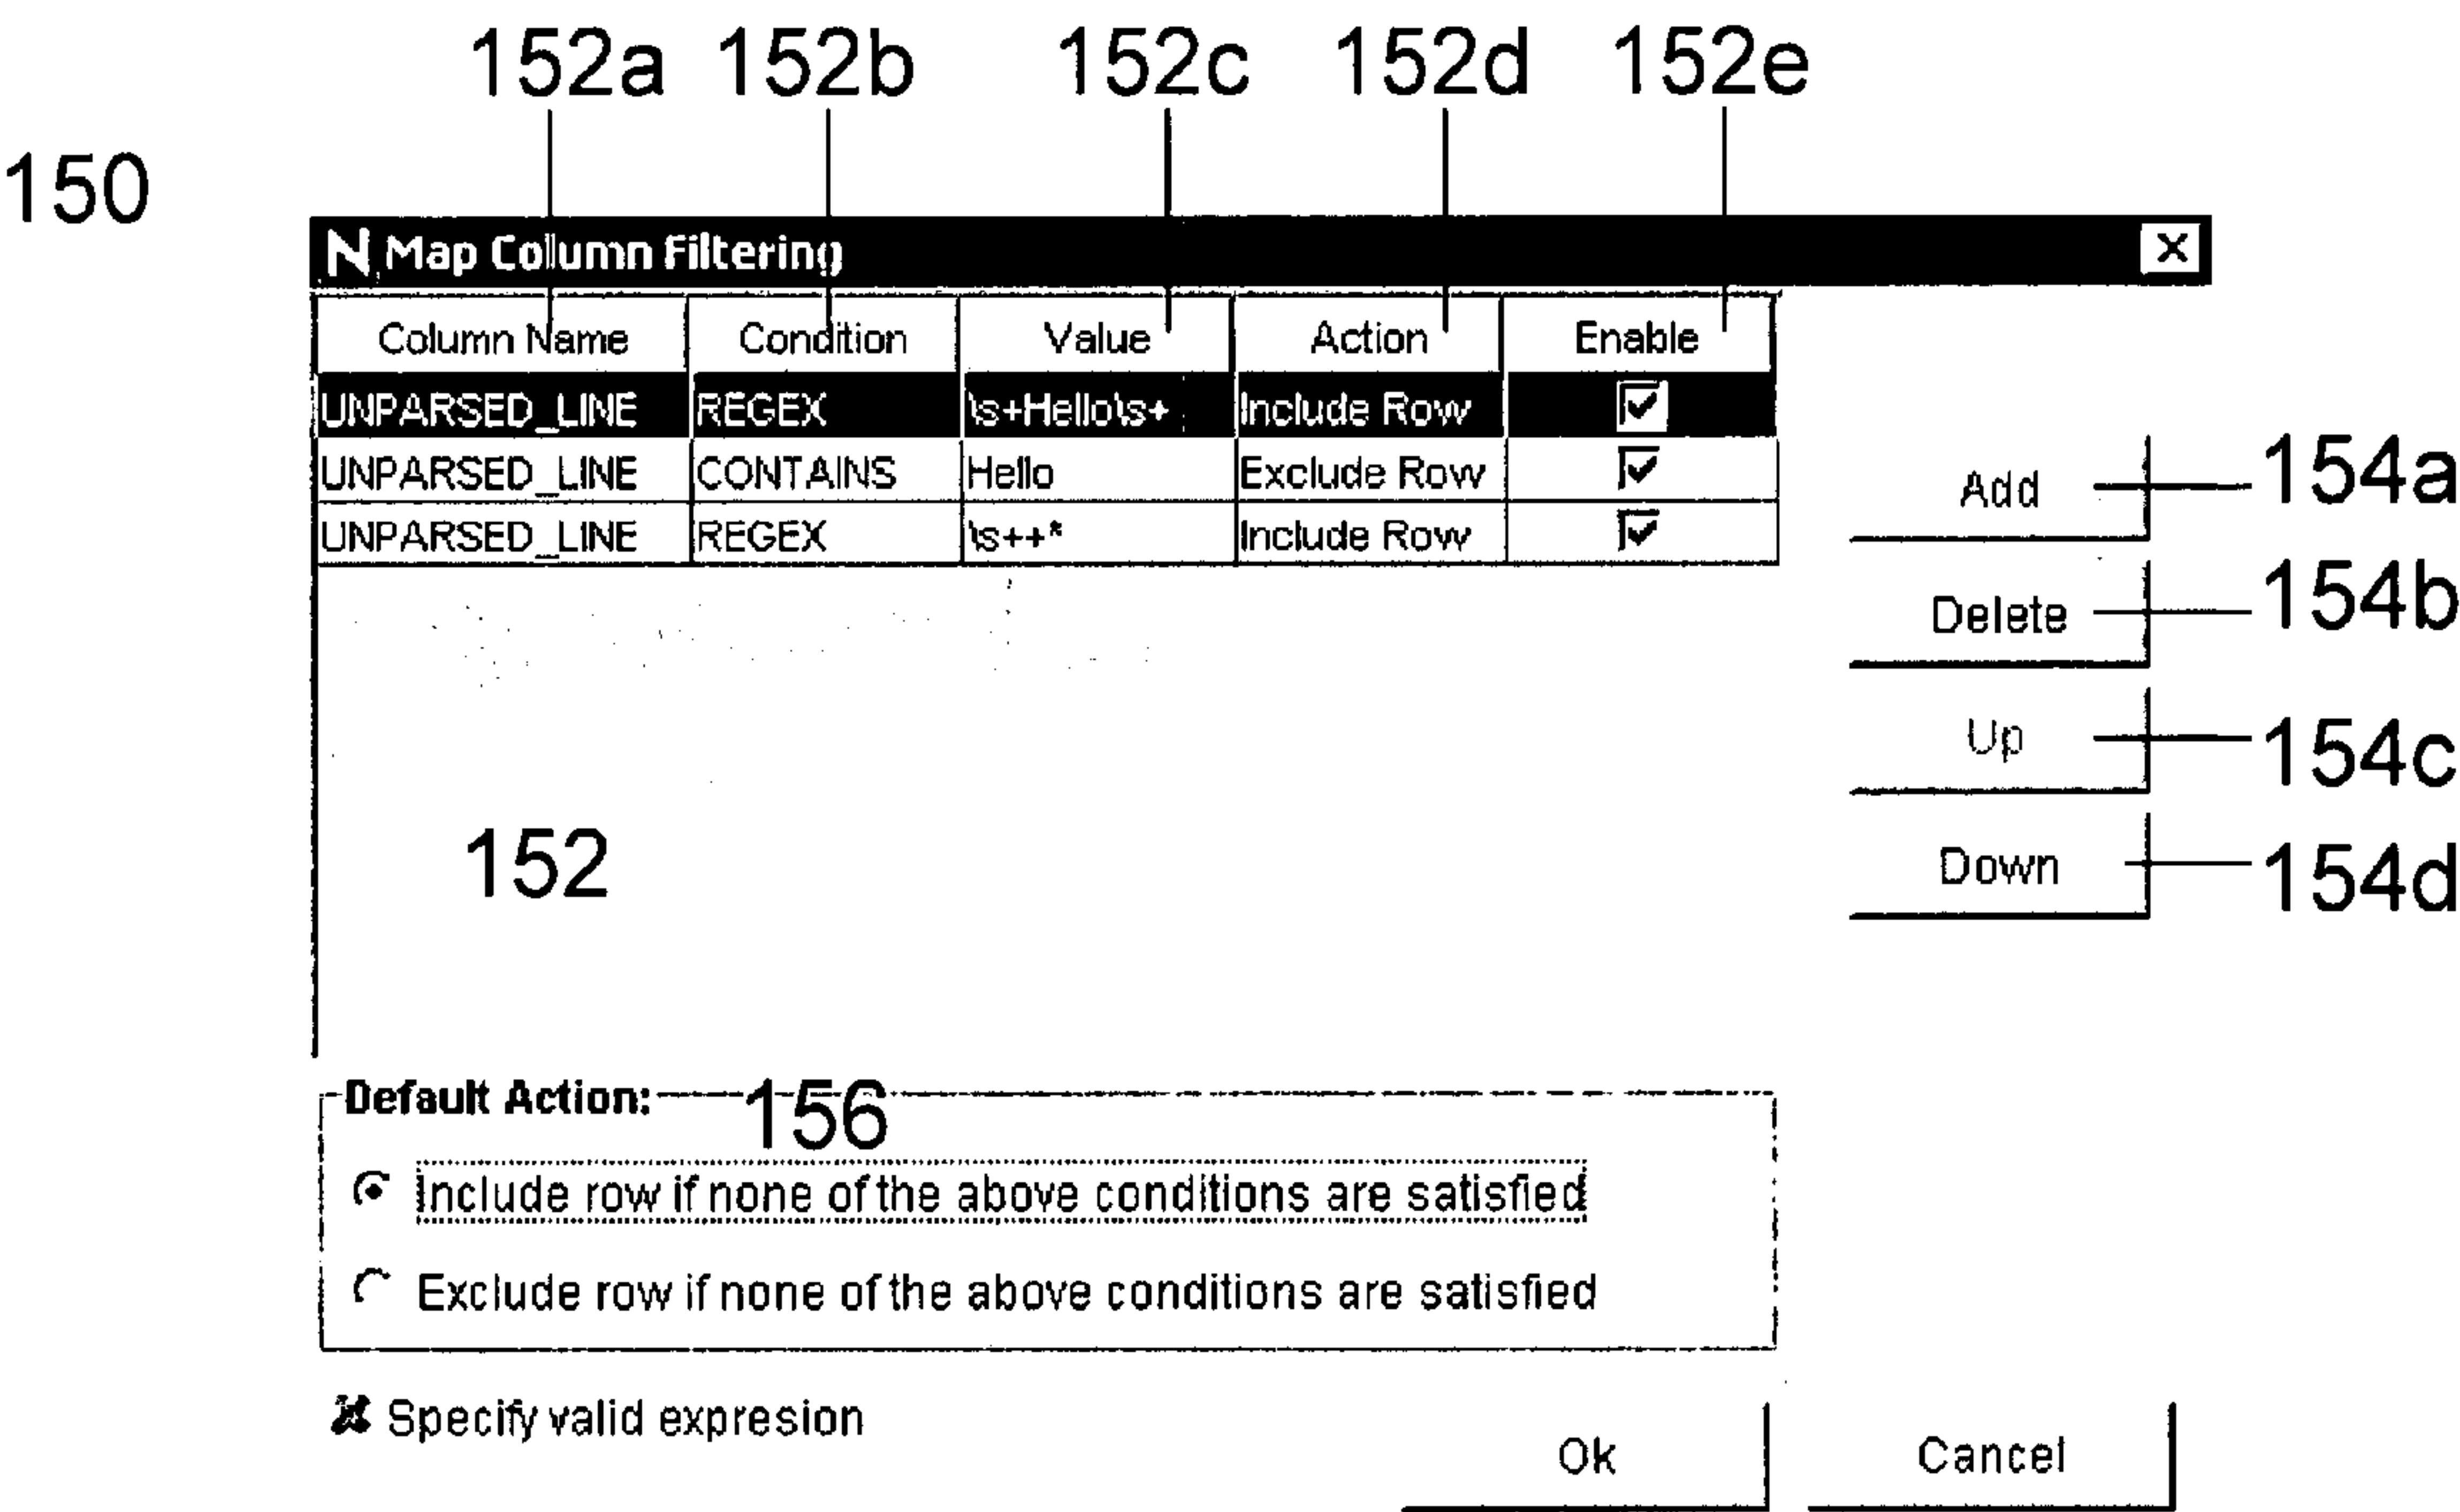 152a 152b 152c 152d 152e
150
N Map Column Filtering X
Column Name Condition Value Action Enable
UNPARSED_LINE REGEX \s+Hello\s+ Include Row
UNPARSED_LINE CONTAINS Hello Exclude Row
UNPARSED_LINE REGEX \s++* Include Row
Add 154a
Delete 154b
Up 154c
Down 154d
152
Default Action: 156
Include row if none of the above conditions are satisfied
Exclude row if none of the above conditions are satisfied
Specify valid expresion
Ok Cancel